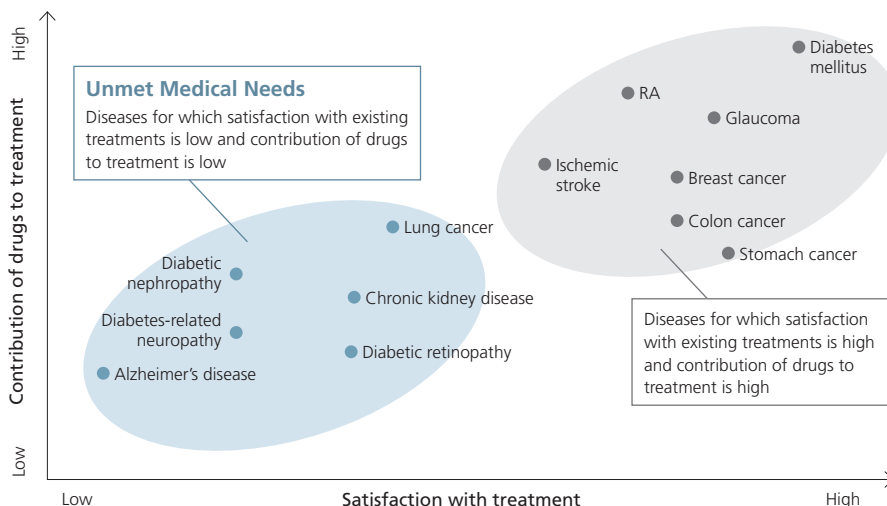 High
Contribution of drugs to treatment
Low
Unmet Medical Needs
Diseases for which satisfaction with existing
treatments is low and contribution of drugs
to treatment is low
Diabetes
mellitus
RA
Glaucoma
Ischemic
stroke
Breast cancer
Colon cancer
Stomach cancer
Lung cancer
Diabetic
nephropathy
Chronic kidney disease
Diabetes-related
neuropathy
Diabetic retinopathy
Alzheimer’s disease
Diseases for which satisfaction
with existing treatments is high
and contribution of drugs to
treatment is high
Low
Satisfaction with treatment
High